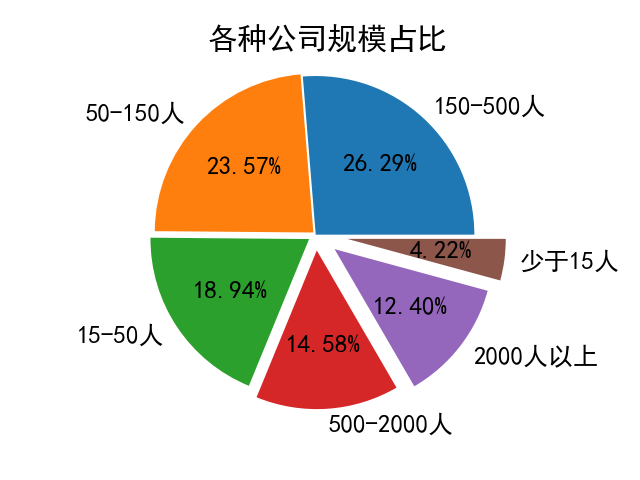 各种公司规模占比
50-150人
150-500人
23.57%
26.29%
4.22%
少于15人
18.94%
12.40%
15-50人
14.58%
2000人以上
500-2000人